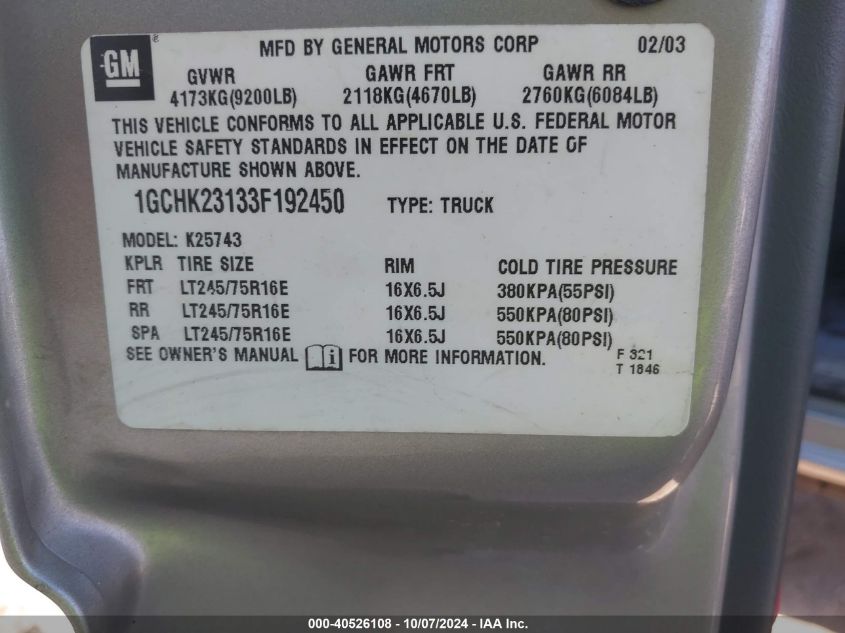 GM ® MFD BY GENERAL MOTORS CORP 02/03
GVWR GAWR FRT GAWR RR
4173KG(9200LB) 2118KG(4670LB) 2760KG(6084LB)
THIS VEHICLE CONFORMS TO ALL APPLICABLE U.S. FEDERAL MOTOR
VEHICLE SAFETY STANDARDS IN EFFECT ON THE DATE OF
MANUFACTURE SHOWN ABOVE.
1GCHK23133F192450 TYPE: TRUCK
MODEL: K25743
KPLR TIRE SIZE RIM COLD TIRE PRESSURE
FRT LT245/75R16E 16X6.5J 380KPA(55PSI)
RR LT245/75R16E 16X6.5J 550KPA(80PSI)
SPA LT245/75R16E 16X6.5J 550KPA(80PSI)
SEE OWNER'S MANUAL i FOR MORE INFORMATION. F 321
T 1846
000-40526108 - 10/07/2024 - IAA Inc.